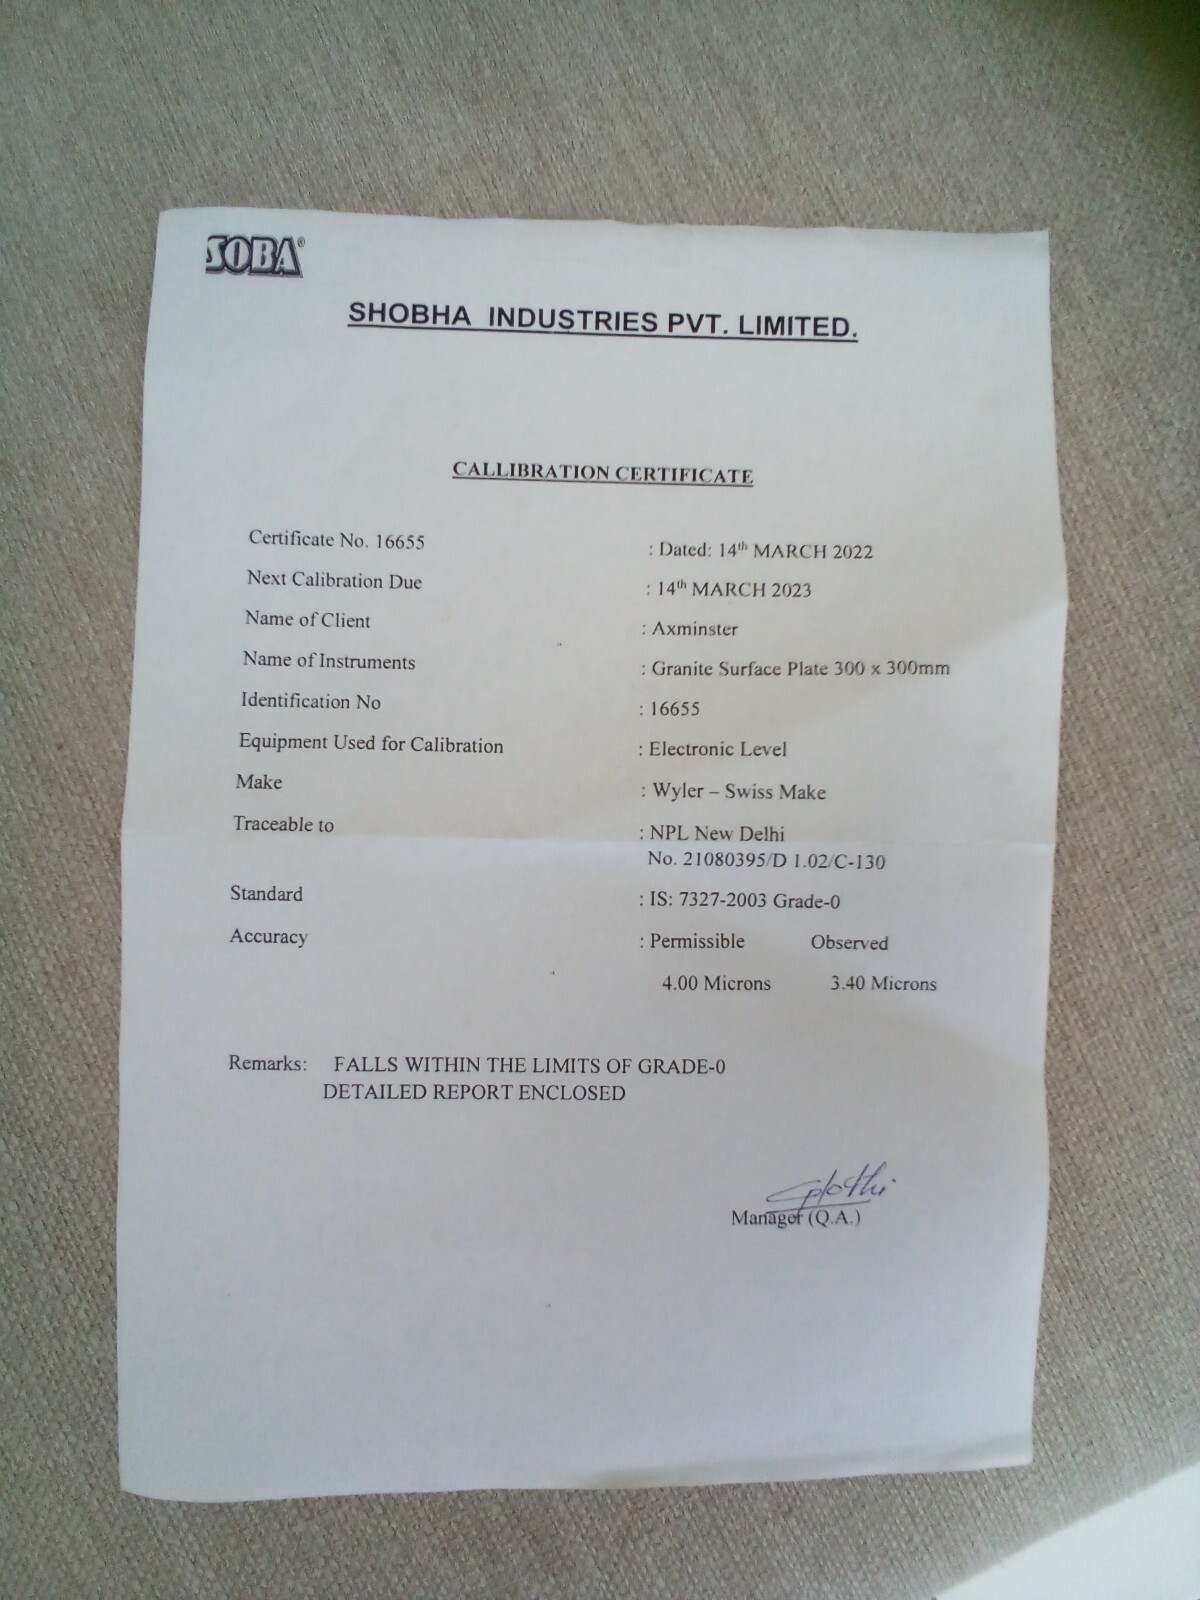 SOBA®
SHOBHA INDUSTRIES PVT. LIMITED.
CALLIBRATION CERTIFICATE
Certificate No. 16655 : Dated: 14th MARCH 2022
Next Calibration Due : 14th MARCH 2023
Name of Client : Axminster
Name of Instruments : Granite Surface Plate 300 x 300mm
Identification No : 16655
Equipment Used for Calibration : Electronic Level
Make : Wyler – Swiss Make
Traceable to : NPL New Delhi
No. 21080395/D 1.02/C-130
Standard : IS: 7327-2003 Grade-0
Accuracy : Permissible Observed
4.00 Microns 3.40 Microns
Remarks: FALLS WITHIN THE LIMITS OF GRADE-0
DETAILED REPORT ENCLOSED
Manager (Q.A.)